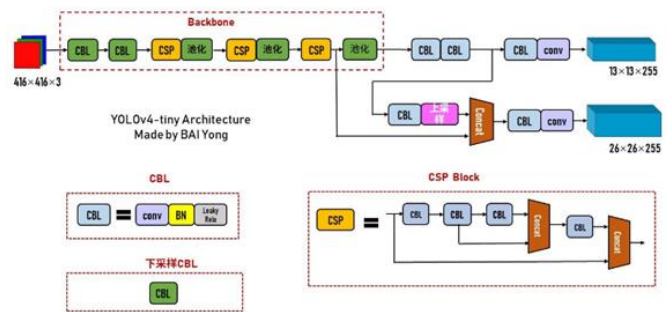 Backbone
CBL CBL CSP 池化 CSP 池化 CSP 池化 CBL CBL CBL conv
416×416×3
13×13×255
CBL 上采样 Concat CBL conv
YOLOv4-tiny Architecture
Made by BAI Yong
26×26×255
CBL
CSP Block
CBL = conv BN Leaky Relu
CSP = CBL CBL CBL Concat CBL Concat
下采样CBL
CBL